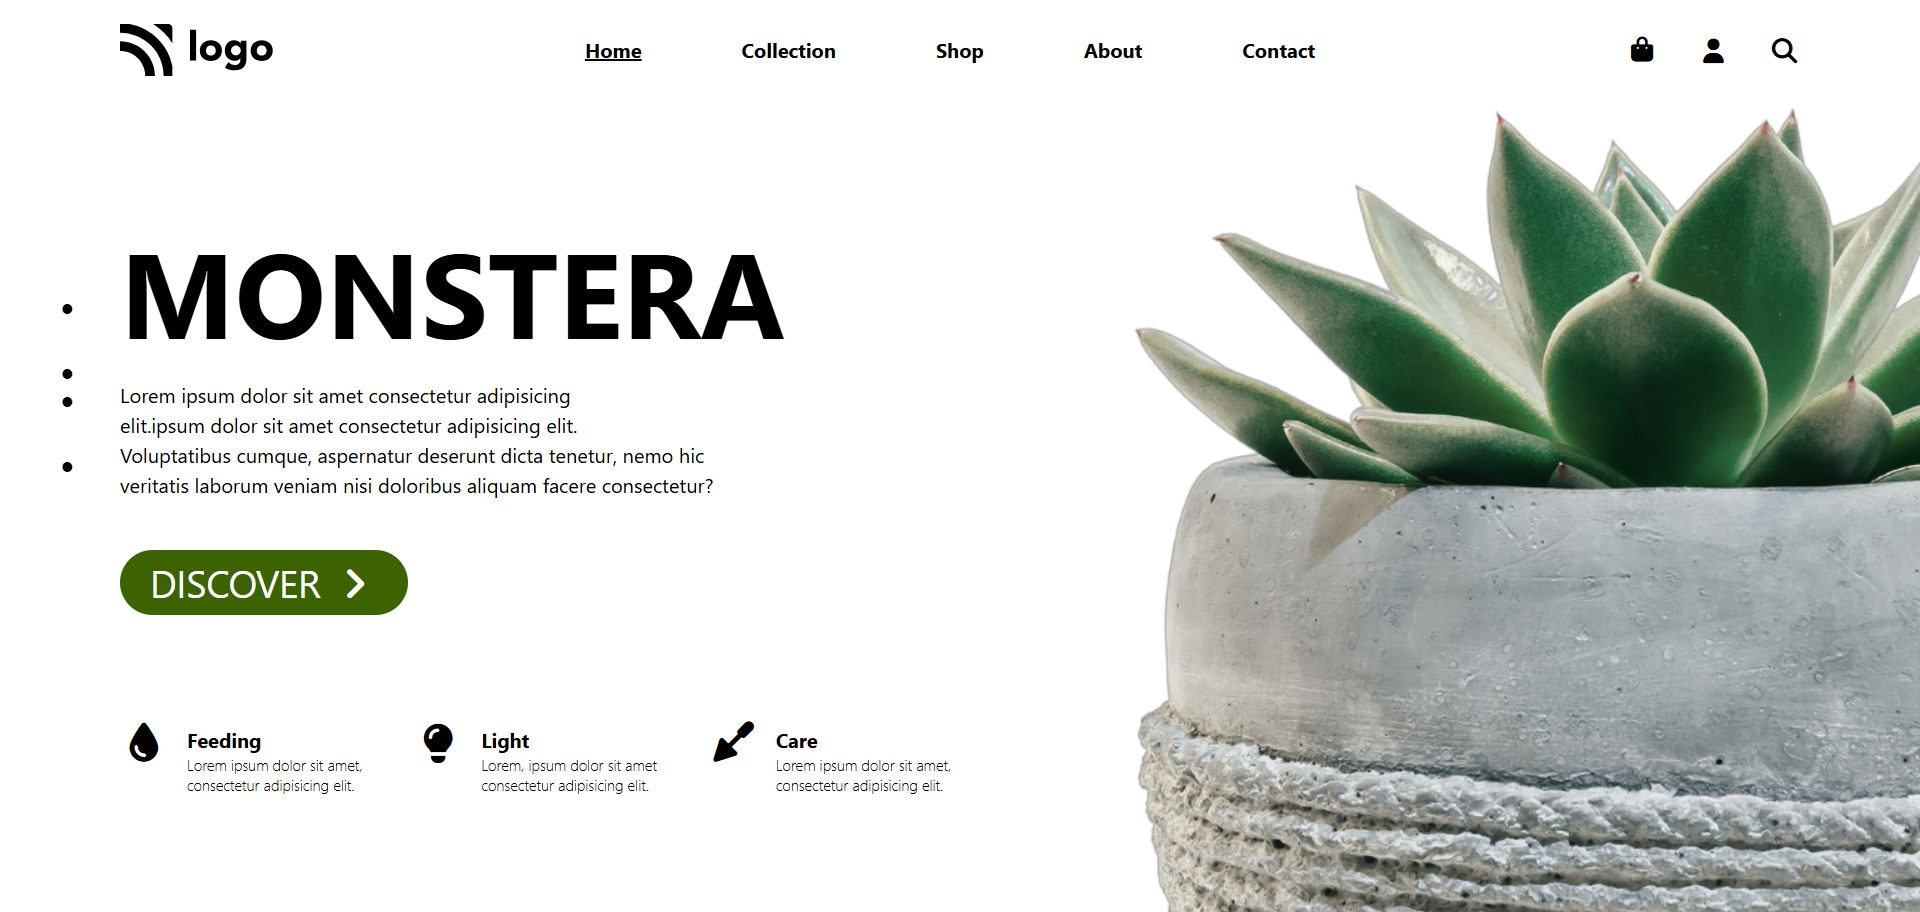 logo
Home
Collection
Shop
About
Contact
MONSTERA
Lorem ipsum dolor sit amet consectetur adipisicing
elit.ipsum dolor sit amet consectetur adipisicing elit.
Voluptatibus cumque, aspernatur deserunt dicta tenetur, nemo hic
veritatis laborum veniam nisi doloribus aliquam facere consectetur?
DISCOVER
Feeding
Lorem ipsum dolor sit amet,
consectetur adipisicing elit.
Light
Lorem, ipsum dolor sit amet
consectetur adipisicing elit.
Care
Lorem ipsum dolor sit amet,
consectetur adipisicing elit.